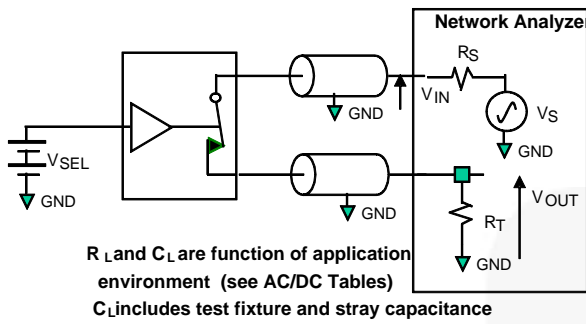 Network Analyzer
RS
VIN
VS
GND
GND
VSEL
GND
GND
RT
VOUT
GND
R L and C L are function of application
environment (see AC/DC Tables)
CL includes test fixture and stray capacitance